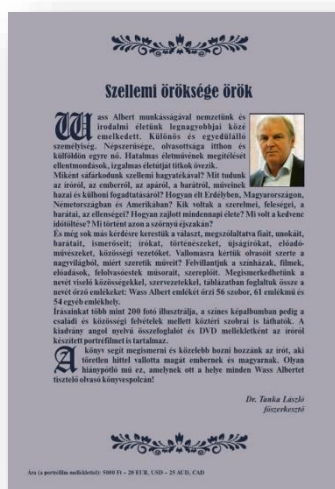 Szellemi öröksége örök
Wass Albert munkásságával nemzetünk és
irodalmi életünk legnagyobbjai közé
emelkedett. Különös és egyedülálló
személyiség. Népszerűsége, olvasottsága itthon és
külföldön egyre nő. Hatalmas életművének megítélését
ellentmondások, izgalmas életútját titkok övezik.
Miként sáfárkodunk szellemi hagyatékával? Mit tudunk
az íróról, az emberről, az apáról, a barátról, műveinek
hazai és külhoni fogadtatásáról? Hogyan élt Erdélyben, Magyarországon,
Németországban és Amerikában? Kik voltak a szerelmei, feleségei, a
barátai, az ellenségei? Hogyan zajlott mindennapi élete? Mi volt a kedvenc
időtöltése? Mi történt azon a szörnyű éjszakán?
És még sok más kérdésre kerestük a választ, megszólaltatva fiait, unokáit,
barátait, ismerőseit; írókat, történészeket, újságírókat, előadó-
művészeket, közösségi vezetőket. Vallomásra kértük olvasóit szerte a
nagyvilágból, miért szeretik műveit? Felvillantjuk a színházak, filmek,
előadások, felolvasóestek műsorait, szereplőit. Megismerkedhetünk a
nevét viselő közösségekkel, szervezetekkel, táblázatban foglaltuk össze a
nevét őrző emlékeket: Wass Albert emlékét őrzi 56 szobor, 61 emlékmű és
54 egyéb emlékhely.
Írásainkat több mint 200 fotó illusztrálja, a színes képalbumban pedig a
családi és közösségi felvételek mellett köztéri szobrai is láthatók. A
kiadvány angol nyelvű összefoglalót és DVD mellékletként az íróról
készített portréfilmet is tartalmaz.
A könyv segít megismerni és közelebb hozni hozzánk az írót, aki
töretlen hittel vallotta magát embernek és magyarnak. Olyan
hiánypótló mű ez, amelynek ott a helye minden Wass Albertet
tisztelő olvasó könyvespolcán!
Dr. Tanka László
főszerkesztő
Ára (a portréfilm melléklettel): 5000 Ft – 20 EUR, USD – 25 AUD, CAD